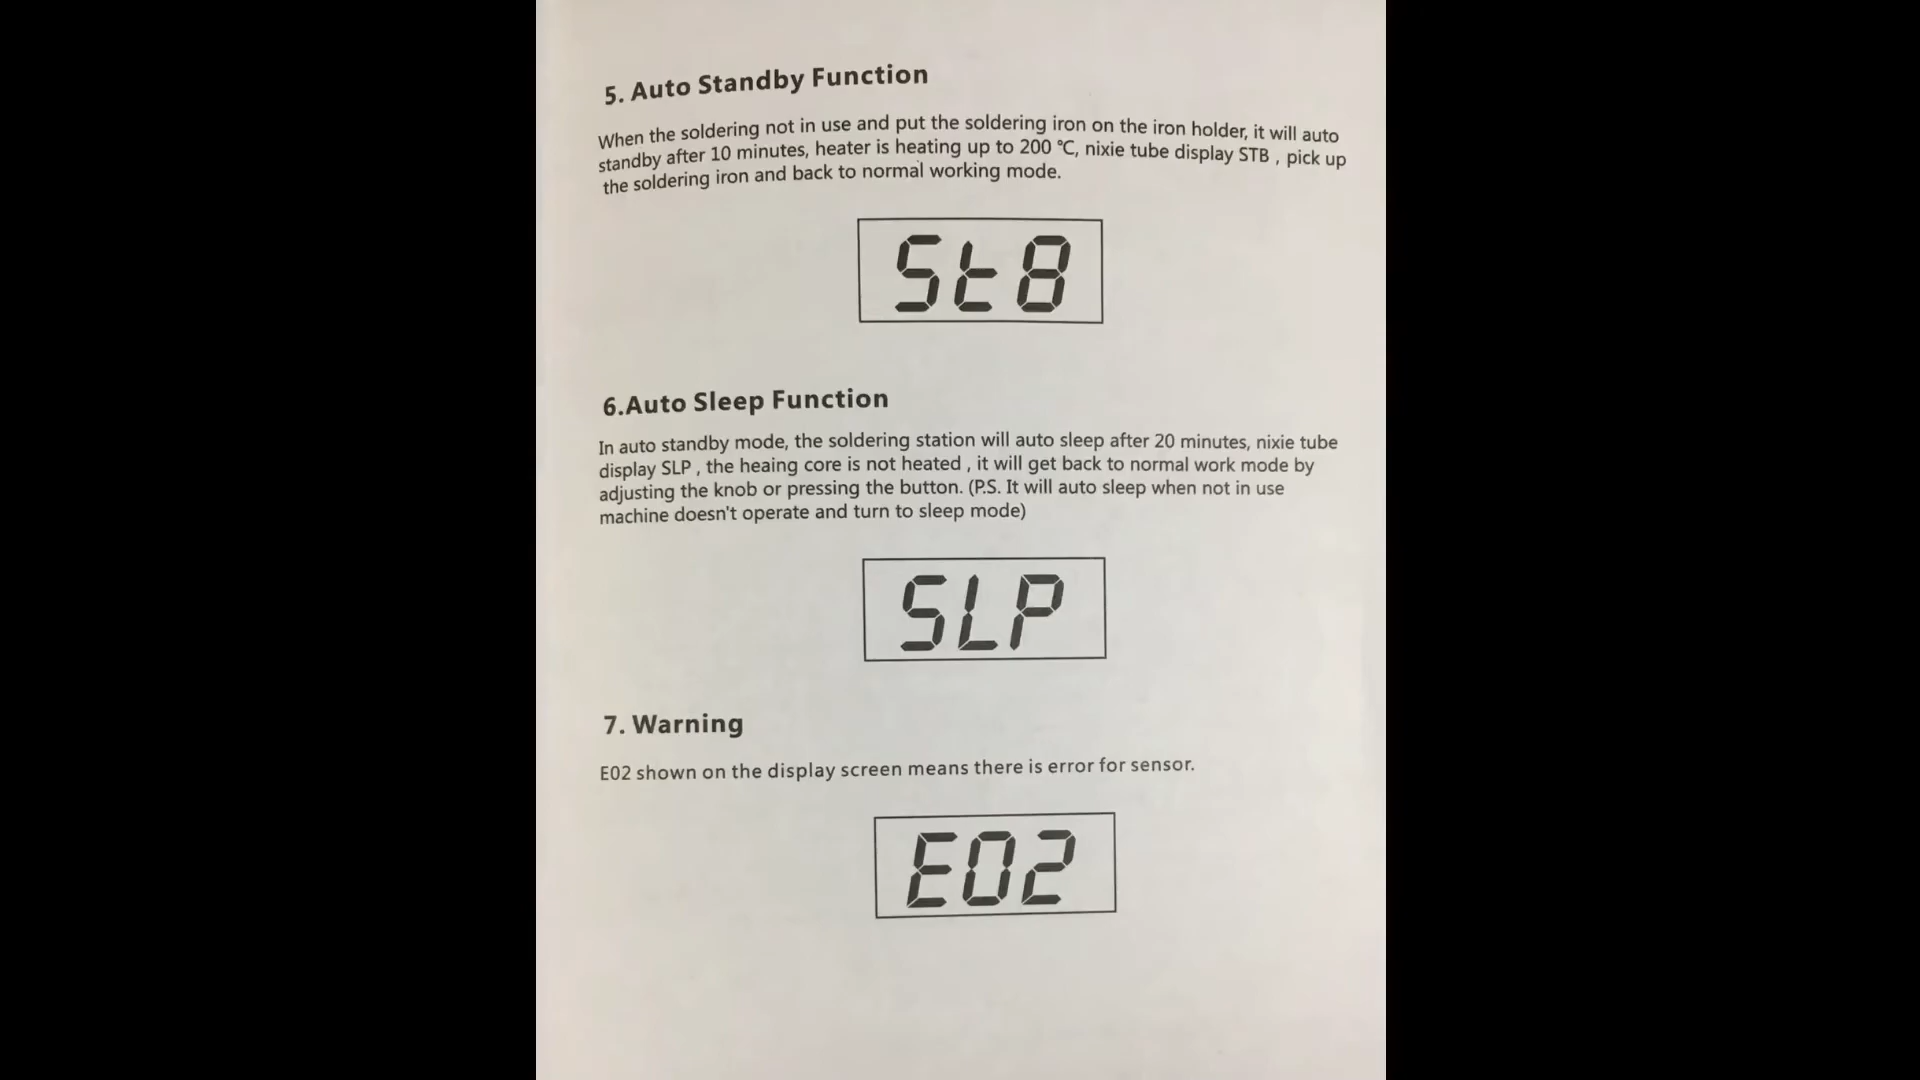 5. Auto Standby Function
When the soldering not in use and put the soldering iron on the iron holder, it will auto
standby after 10 minutes, heater is heating up to 200 ℃, nixie tube display STB , pick up
the soldering iron and back to normal working mode.
St8
6.Auto Sleep Function
In auto standby mode, the soldering station will auto sleep after 20 minutes, nixie tube
display SLP , the heaing core is not heated , it will get back to normal work mode by
adjusting the knob or pressing the button. (P.S. It will auto sleep when not in use
machine doesn't operate and turn to sleep mode)
SLP
7. Warning
E02 shown on the display screen means there is error for sensor.
E02